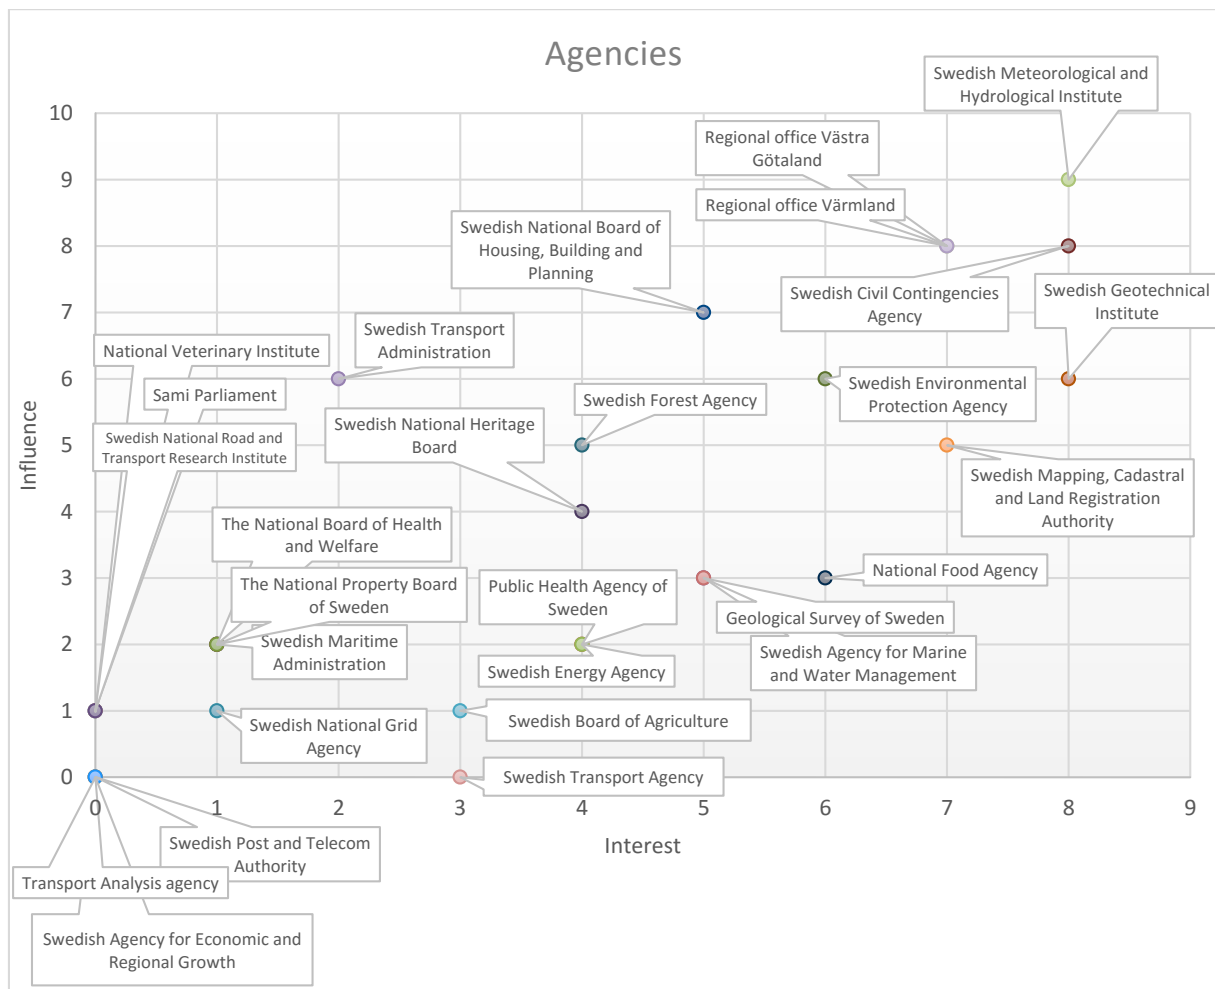 Agencies
Swedish Meteorological and
Hydrological Institute
10
Regional office Västra
Götaland
9
Regional office Värmland
Swedish National Board of
Housing, Building and
Planning
8
Swedish Civil Contingencies
Agency
Swedish Geotechnical
Institute
7
Swedish Transport
Administration
National Veterinary Institute
6
Swedish Environmental
Protection Agency
Sami Parliament
Swedish Forest Agency
Swedish National Heritage
Board
Swedish National Road and
Transport Research Institute
5
Influence
Swedish Mapping, Cadastral
and Land Registration
Authority
4
The National Board of Health
and Welfare
3
National Food Agency
The National Property Board
of Sweden
Public Health Agency of
Sweden
Geological Survey of Sweden
2
Swedish Maritime
Administration
Swedish Agency for Marine
and Water Management
Swedish Energy Agency
1
Swedish National Grid
Agency
Swedish Board of Agriculture
0
Swedish Transport Agency
0 1 2 3 4 5 6 7 8 9
Interest
Swedish Post and Telecom
Authority
Transport Analysis agency
Swedish Agency for Economic and
Regional Growth